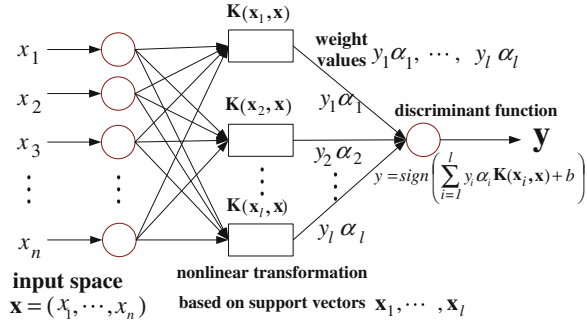 K(x₁,x)
x₁
x₂
x₃
⋮ ⋮
xₙ
K(x₂,x)
⋮ ⋮
K(xₗ,x)
weight
values
y₁α₁, ⋯, yₗ αₗ
y₁α₁
y₂ α₂
⋮ ⋮
yₗ αₗ
discriminant function
y
y = sign(∑ᵢ₌₁ˡ yᵢ αᵢ K(xᵢ,x) + b)
input space
x = (x₁, ⋯, xₙ)
nonlinear transformation
based on support vectors x₁, ⋯, xₗ